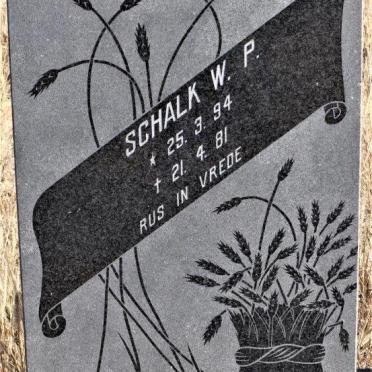 SCHALK W. P.
* 25. 3. 94
† 21. 4. 81
RUS IN VREDE